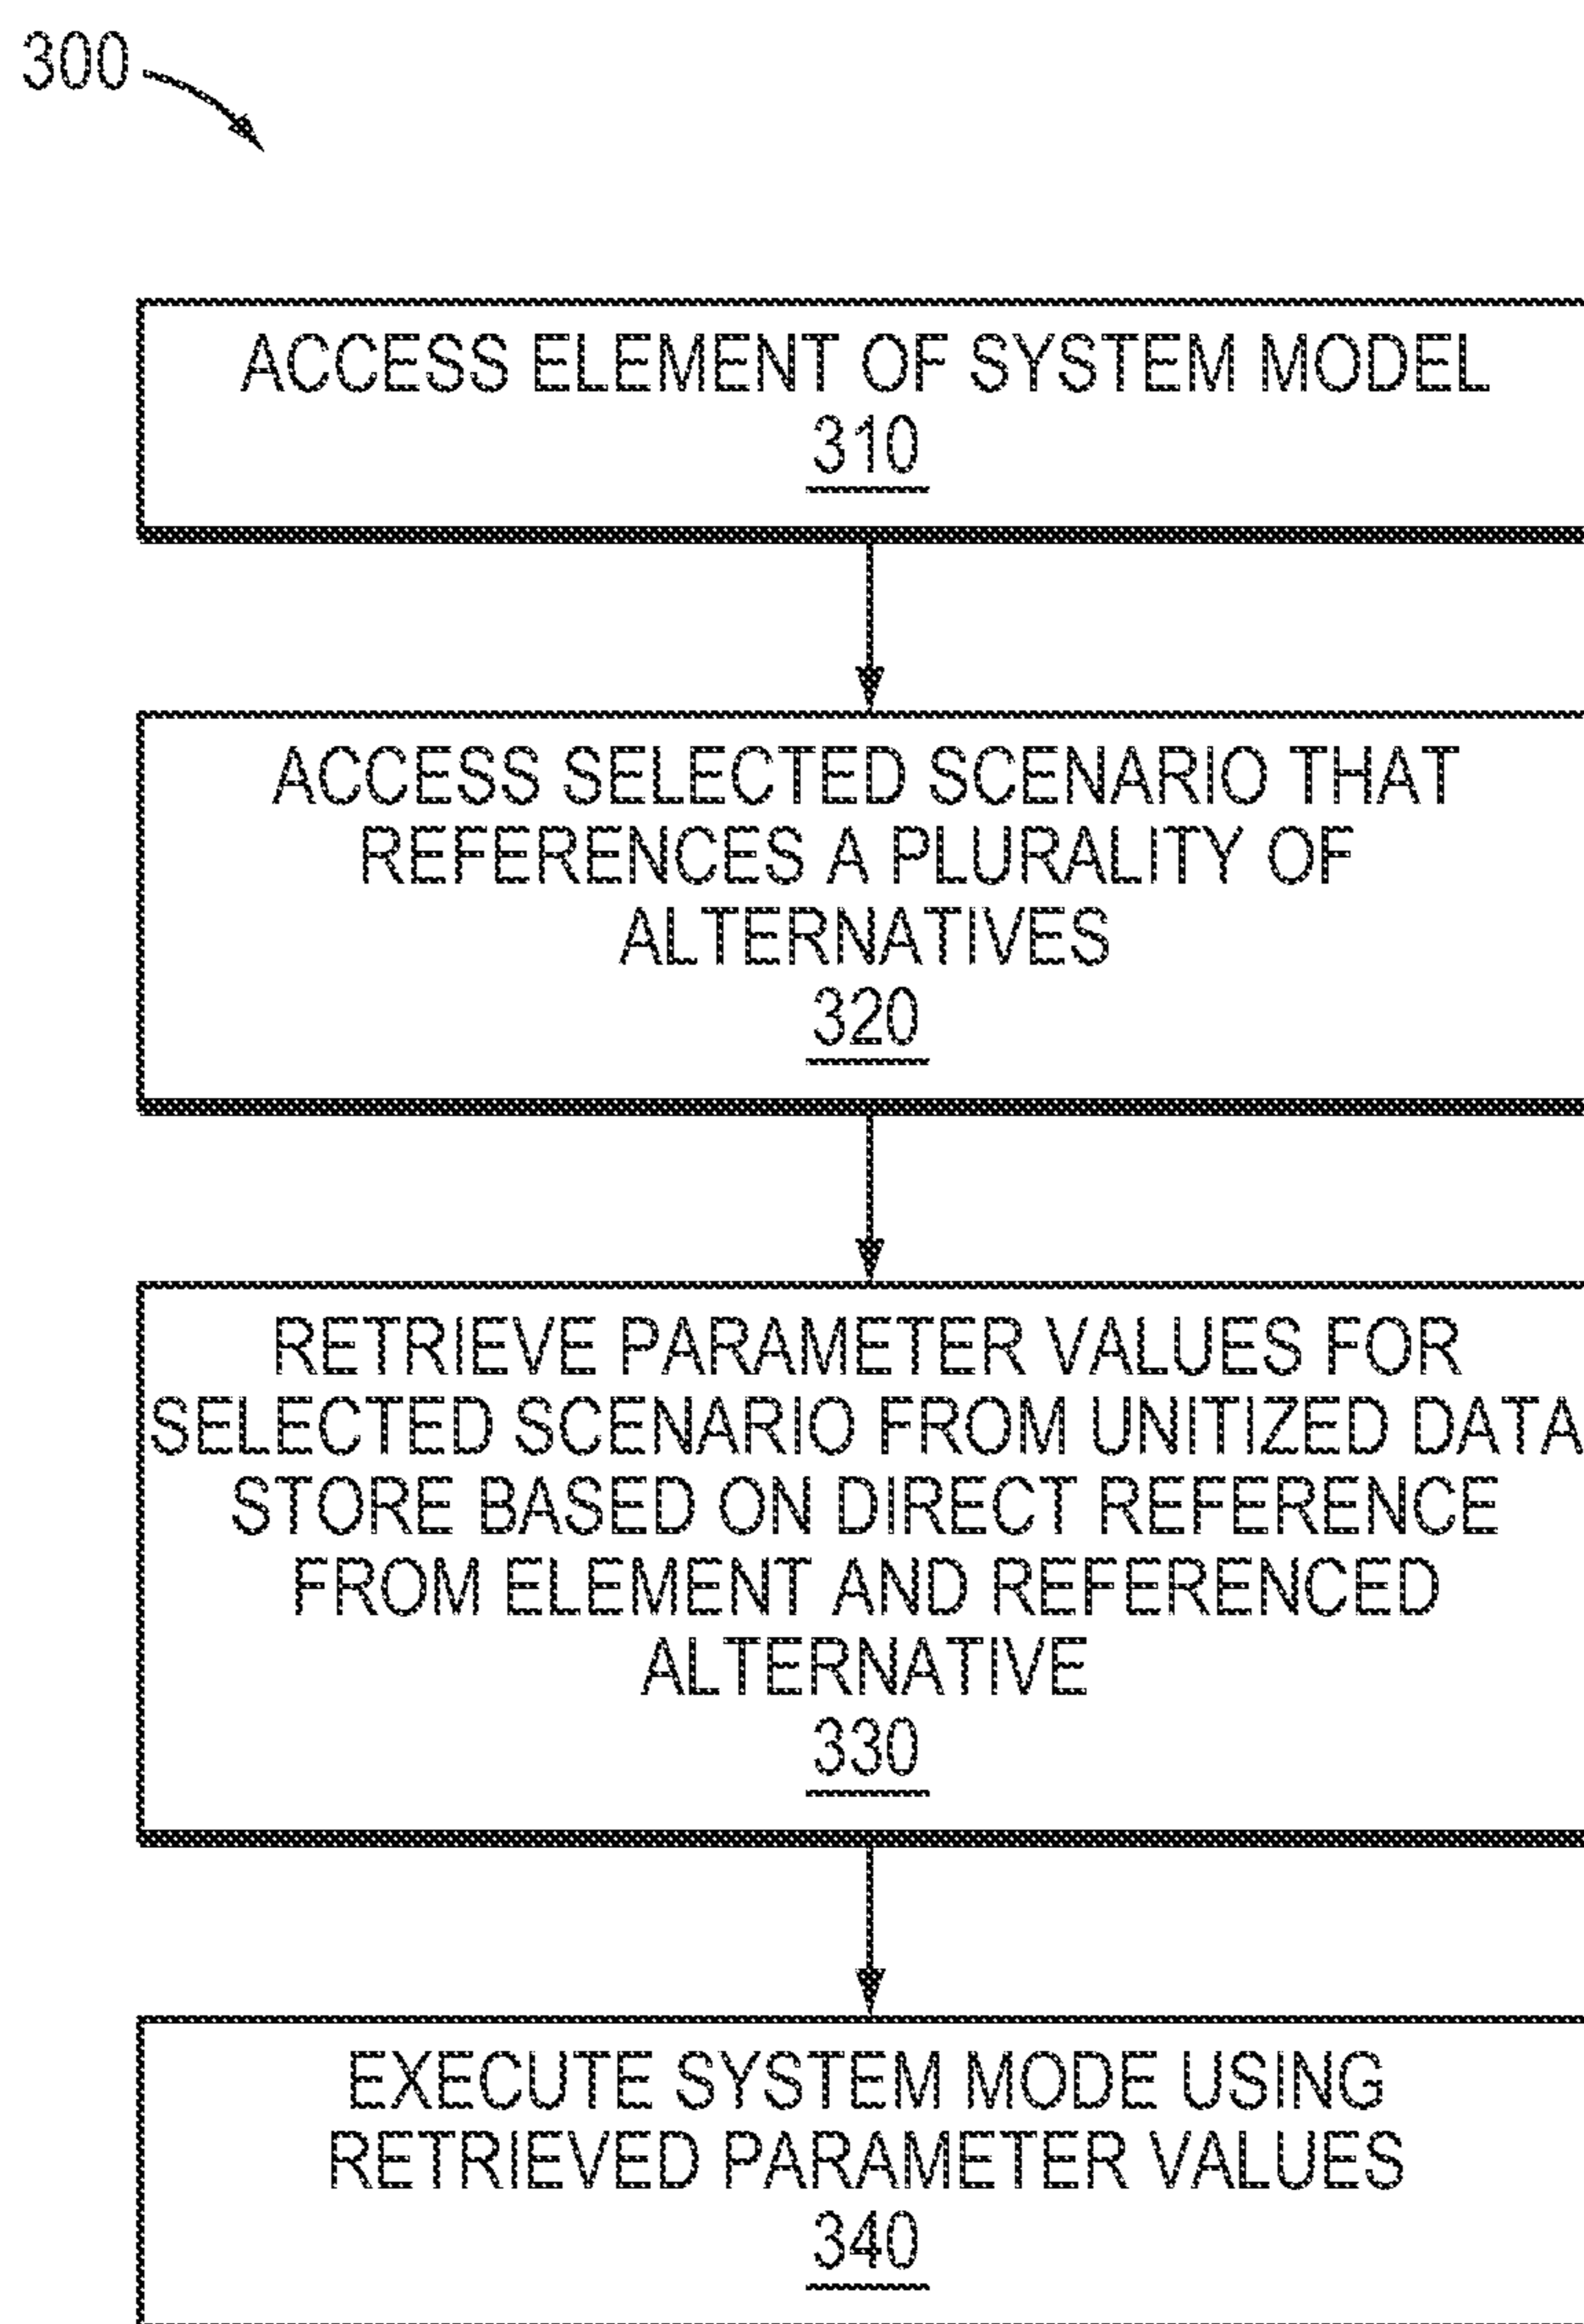 300
ACCESS ELEMENT OF SYSTEM MODEL
310
ACCESS SELECTED SCENARIO THAT
REFERENCES A PLURALITY OF
ALTERNATIVES
320
RETRIEVE PARAMETER VALUES FOR
SELECTED SCENARIO FROM UNITIZED DATA
STORE BASED ON DIRECT REFERENCE
FROM ELEMENT AND REFERENCED
ALTERNATIVE
330
EXECUTE SYSTEM MODE USING
RETRIEVED PARAMETER VALUES
340